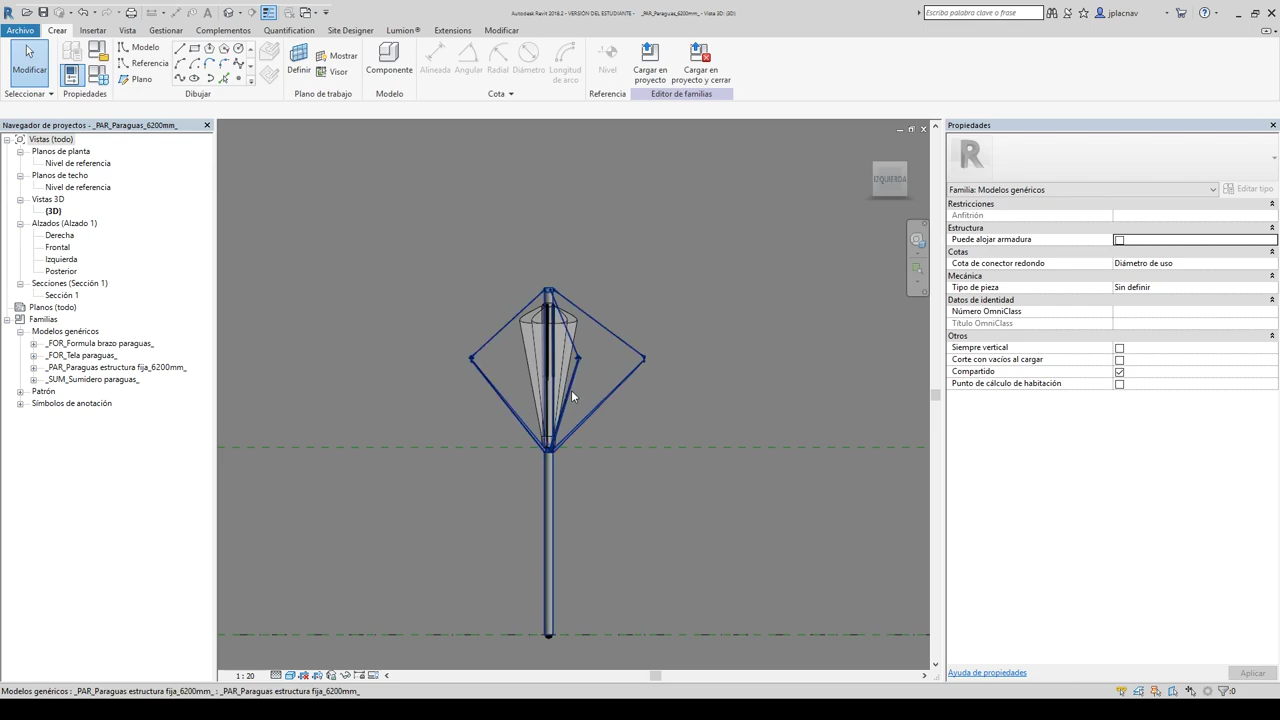 Autodesk Revit 2018.2 - VERSIÓN DEL ESTUDIANTE - _PAR_Paraguas_6200mm_ - Vista 3D: {3D}
Escriba palabra clave o frase
jplacnav
Archivo Crear Insertar Vista Gestionar Complementos Quantification Site Designer Lumion® Extensions Modificar
Modificar
Modelo
Referencia
Plano
Definir
Mostrar
Visor
Componente
Alineada
Angular
Radial
Diámetro
Longitud
de arco
Nivel
Cargar en
proyecto
Cargar en
proyecto y cerrar
Seleccionar
Propiedades
Dibujar
Plano de trabajo
Modelo
Cota
Referencia
Editor de familias
Navegador de proyectos - _PAR_Paraguas_6200mm_
Vistas (todo)
Planos de planta
Nivel de referencia
Planos de techo
Nivel de referencia
Vistas 3D
{3D}
Alzados (Alzado 1)
Derecha
Frontal
Izquierda
Posterior
Secciones (Sección 1)
Sección 1
Planos (todo)
Familias
Modelos genéricos
_FOR_Formula brazo paraguas_
_FOR_Tela paraguas_
_PAR_Paraguas estructura fija_6200mm_
_SUM_Sumidero paraguas_
Patrón
Símbolos de anotación
IZQUIERDA
1 : 20
Propiedades
R
Familia: Modelos genéricos
Editar tipo
Restricciones
Anfitrión
Estructura
Puede alojar armadura
Cotas
Cota de conector redondo Diámetro de uso
Mecánica
Tipo de pieza Sin definir
Datos de identidad
Número OmniClass
Título OmniClass
Otros
Siempre vertical
Corte con vacíos al cargar
Compartido
Punto de cálculo de habitación
Ayuda de propiedades
Aplicar
Modelos genéricos : _PAR_Paraguas estructura fija_6200mm_ : _PAR_Paraguas estructura fija_6200mm_
:0